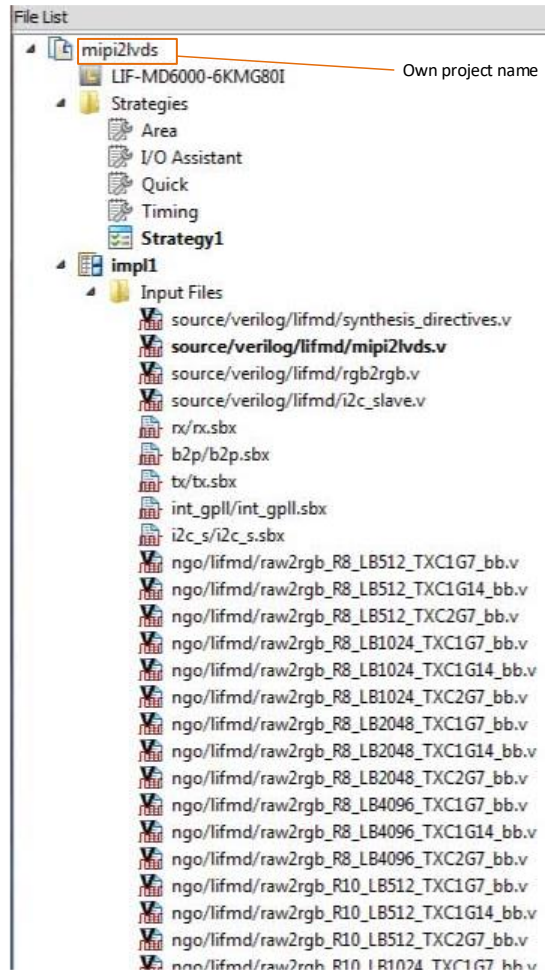 File List
mipi2lvds
Own project name
LIF-MD6000-6KMG80I
Strategies
Area
I/O Assistant
Quick
Timing
Strategy1
impl1
Input Files
source/verilog/lifmd/synthesis_directives.v
source/verilog/lifmd/mipi2lvds.v
source/verilog/lifmd/rgb2rgb.v
source/verilog/lifmd/i2c_slave.v
rx/rx.sbx
b2p/b2p.sbx
tx/tx.sbx
int_gpll/int_gpll.sbx
i2c_s/i2c_s.sbx
ngo/lifmd/raw2rgb_R8_LB512_TXC1G7_bb.v
ngo/lifmd/raw2rgb_R8_LB512_TXC1G14_bb.v
ngo/lifmd/raw2rgb_R8_LB512_TXC2G7_bb.v
ngo/lifmd/raw2rgb_R8_LB1024_TXC1G7_bb.v
ngo/lifmd/raw2rgb_R8_LB1024_TXC1G14_bb.v
ngo/lifmd/raw2rgb_R8_LB1024_TXC2G7_bb.v
ngo/lifmd/raw2rgb_R8_LB2048_TXC1G7_bb.v
ngo/lifmd/raw2rgb_R8_LB2048_TXC1G14_bb.v
ngo/lifmd/raw2rgb_R8_LB2048_TXC2G7_bb.v
ngo/lifmd/raw2rgb_R8_LB4096_TXC1G7_bb.v
ngo/lifmd/raw2rgb_R8_LB4096_TXC1G14_bb.v
ngo/lifmd/raw2rgb_R8_LB4096_TXC2G7_bb.v
ngo/lifmd/raw2rgb_R10_LB512_TXC1G7_bb.v
ngo/lifmd/raw2rgb_R10_LB512_TXC1G14_bb.v
ngo/lifmd/raw2rgb_R10_LB512_TXC2G7_bb.v
ngo/lifmd/raw2rgb_R10_LB1024_TXC1G7_bb.v